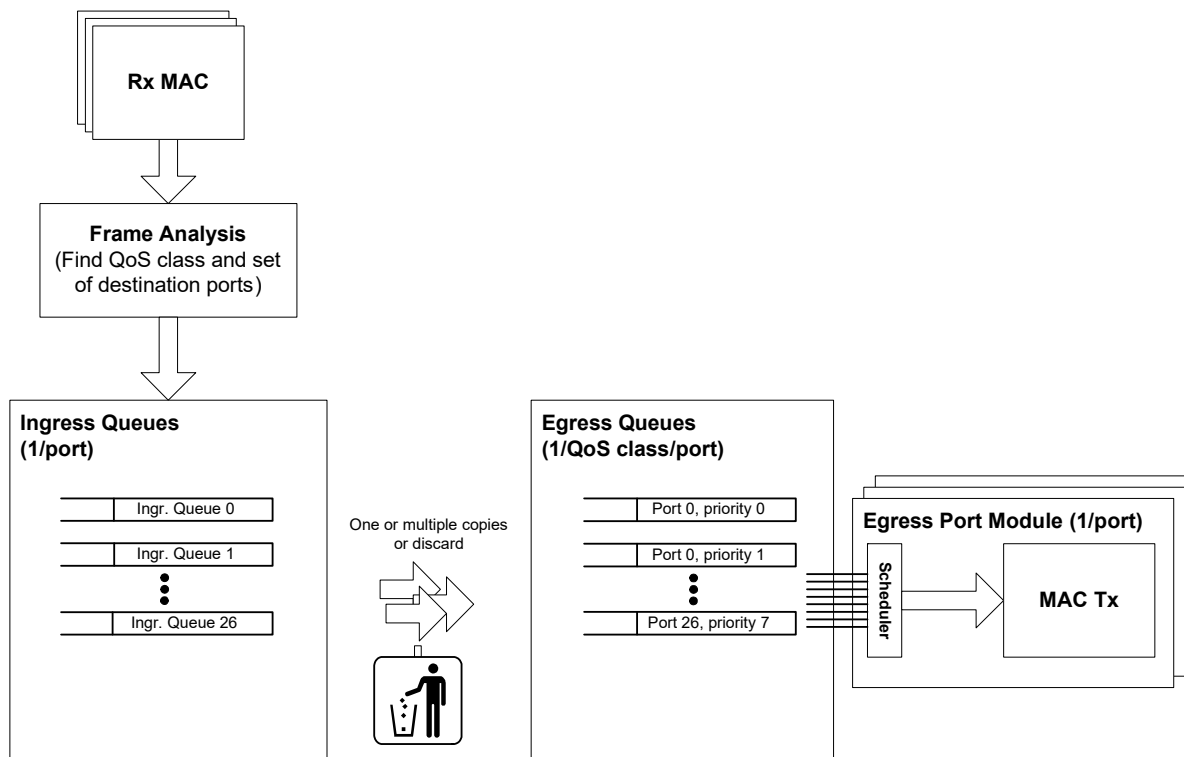 Rx MAC
Frame Analysis
(Find QoS class and set
of destination ports)
Ingress Queues
(1/port)
Ingr. Queue 0
Ingr. Queue 1
Ingr. Queue 26
One or multiple copies
or discard
Egress Queues
(1/QoS class/port)
Port 0, priority 0
Port 0, priority 1
Port 26, priority 7
Egress Port Module (1/port)
Scheduler
MAC Tx